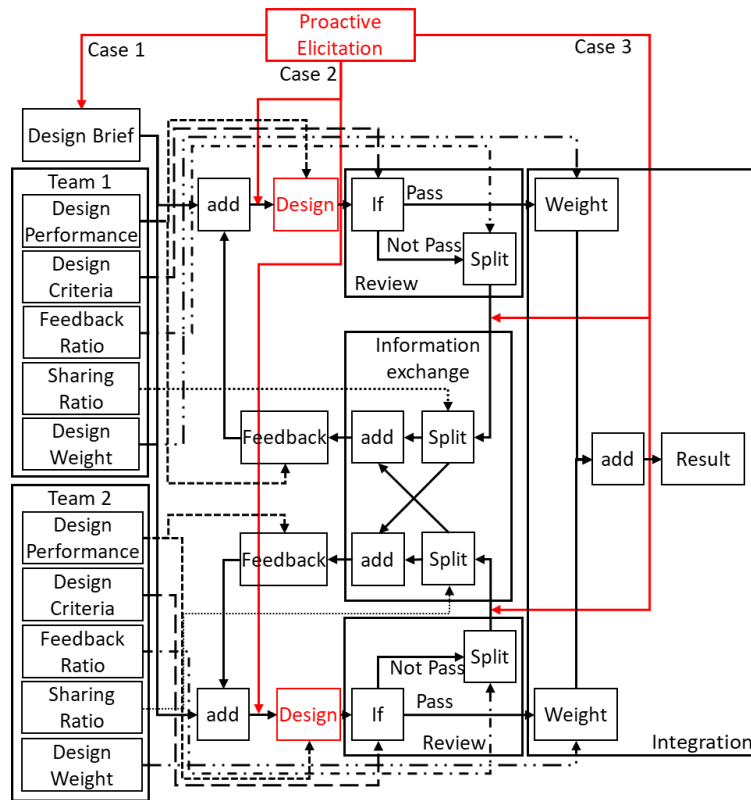 Proactive
Elicitation
Case 1
Case 2
Case 3
Design Brief
Team 1
Design
Performance
Design
Criteria
Feedback
Ratio
Sharing
Ratio
Design
Weight
add
Design
If
Pass
Not Pass
Split
Review
Weight
Information
exchange
Feedback
add
Split
add
Result
Team 2
Design
Performance
Design
Criteria
Feedback
Ratio
Sharing
Ratio
Design
Weight
Feedback
add
Split
add
Design
If
Not Pass
Split
Pass
Review
Weight
Integration